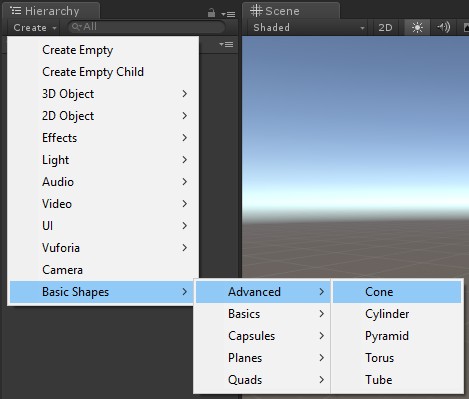 Hierarchy
Create
All
Scene
Shaded
2D
Create Empty
Create Empty Child
3D Object
2D Object
Effects
Light
Audio
Video
UI
Vuforia
Camera
Basic Shapes
Advanced
Basics
Capsules
Planes
Quads
Cone
Cylinder
Pyramid
Torus
Tube